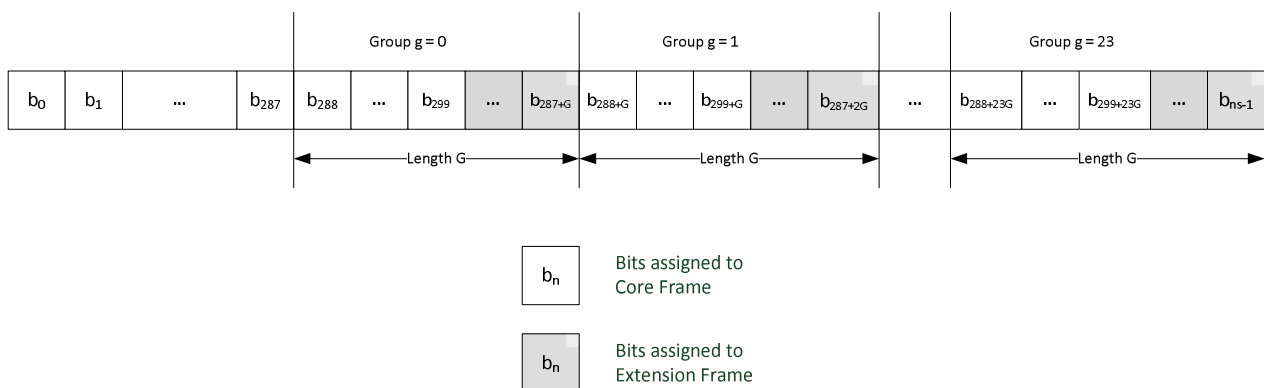 Group g = 0 Group g = 1 Group g = 23
b0 b1 ... b287 b288 ... b299 ... b287+G b288+G ... b299+G ... b287+2G ... b288+23G ... b299+23G ... bns-1
Length G Length G Length G
bn Bits assigned to
Core Frame
bn Bits assigned to
Extension Frame